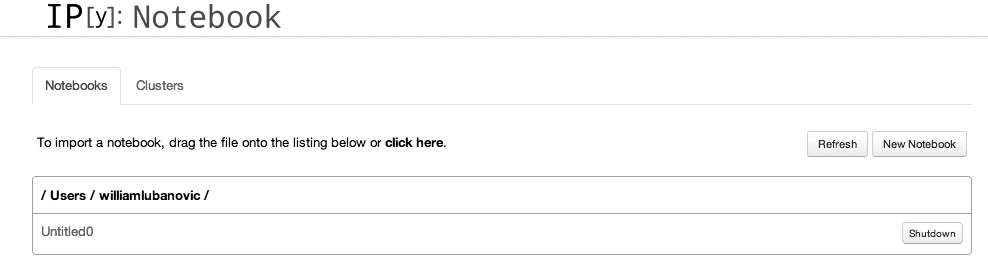 IP[y]: Notebook
Notebooks Clusters
To import a notebook, drag the file onto the listing below or click here. Refresh New Notebook
/ Users / williamlubanovic /
Untitled0 Shutdown